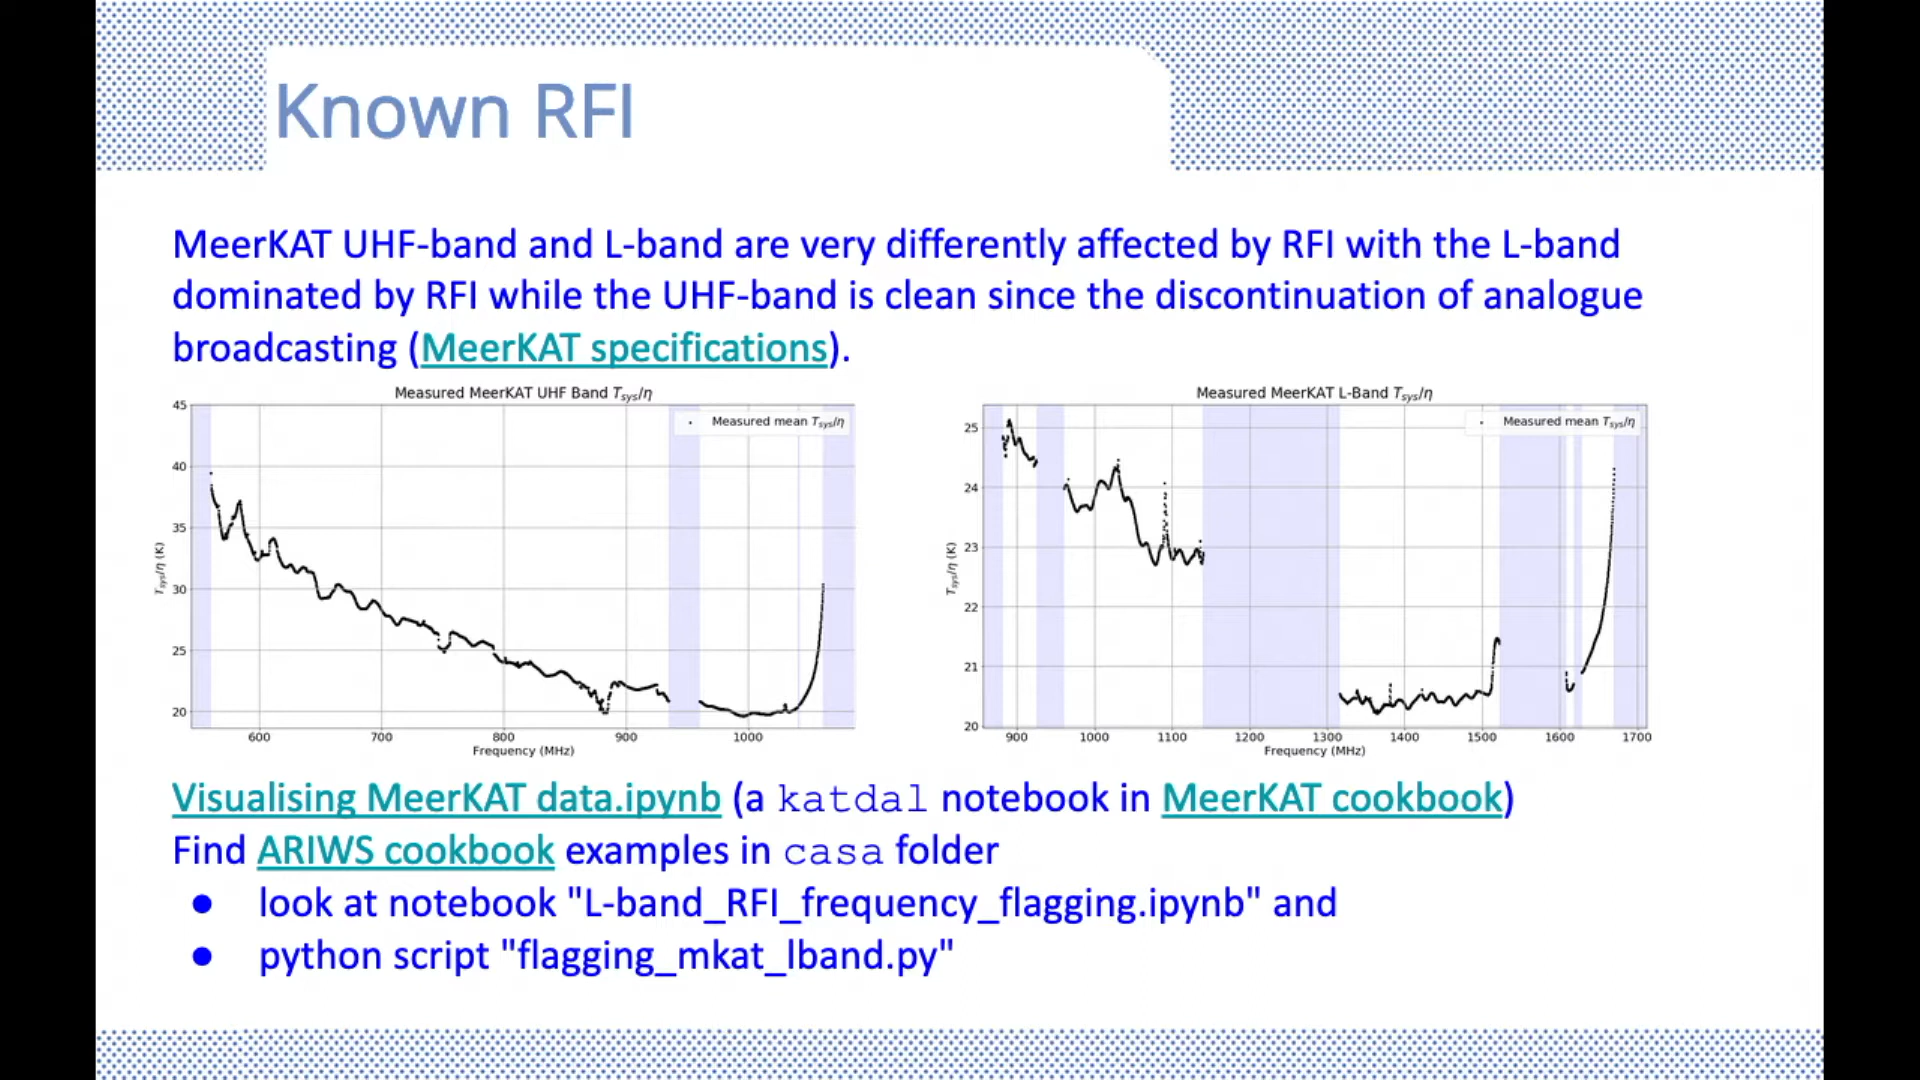 Known RFI
MeerKAT UHF-band and L-band are very differently affected by RFI with the L-band
dominated by RFI while the UHF-band is clean since the discontinuation of analogue
broadcasting (MeerKAT specifications).
Measured MeerKAT UHF Band Tsys/η
Measured mean Tsys/η
45
40
35
30
25
20
Tsys/η (K)
600 700 800 900 1000
Frequency (MHz)
Measured MeerKAT L-Band Tsys/η
Measured mean Tsys/η
25
24
23
22
21
20
Tsys/η (K)
900 1000 1100 1200 1300 1400 1500 1600 1700
Frequency (MHz)
Visualising MeerKAT data.ipynb (a katdal notebook in MeerKAT cookbook)
Find ARIWS cookbook examples in casa folder
● look at notebook "L-band_RFI_frequency_flagging.ipynb" and
● python script "flagging_mkat_lband.py"